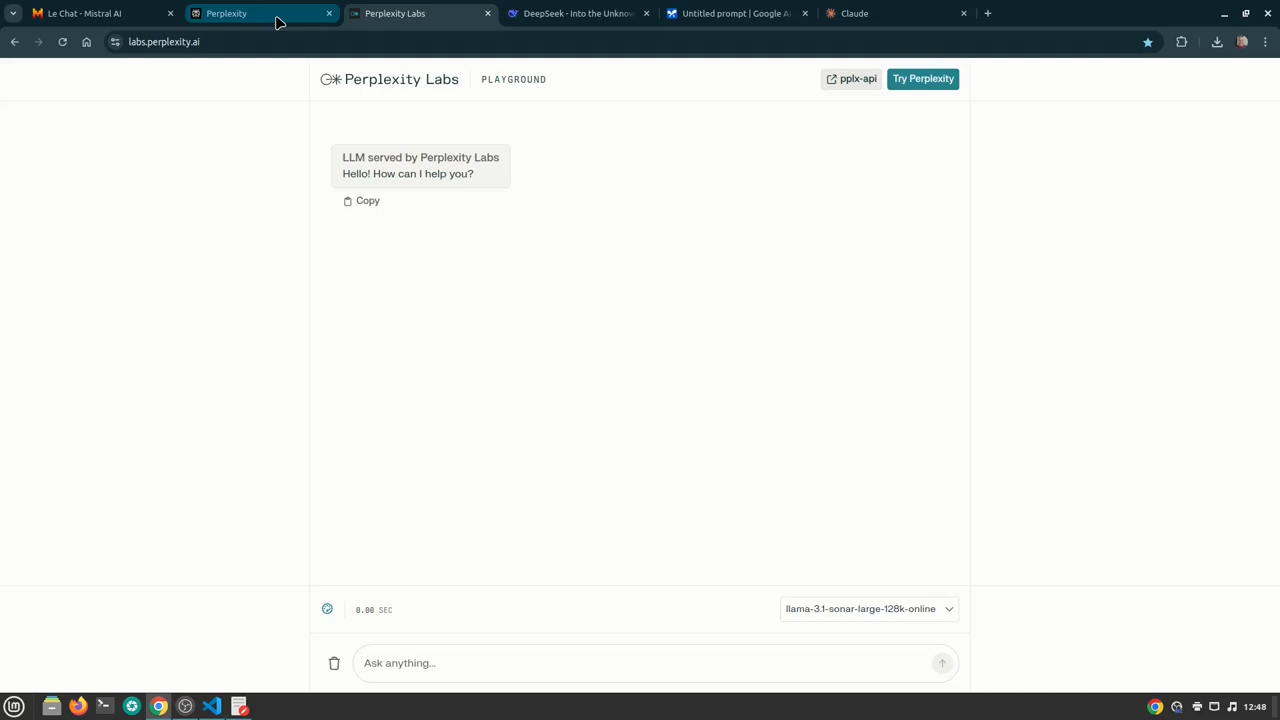 Le Chat - Mistral AI
Perplexity
Perplexity Labs
DeepSeek - Into the Unknow
Untitled prompt | Google A
Claude
labs.perplexity.ai
Perplexity Labs
PLAYGROUND
pplx-api
Try Perplexity
LLM served by Perplexity Labs
Hello! How can I help you?
Copy
0.00 SEC
llama-3.1-sonar-large-128k-online
Ask anything...
12:48